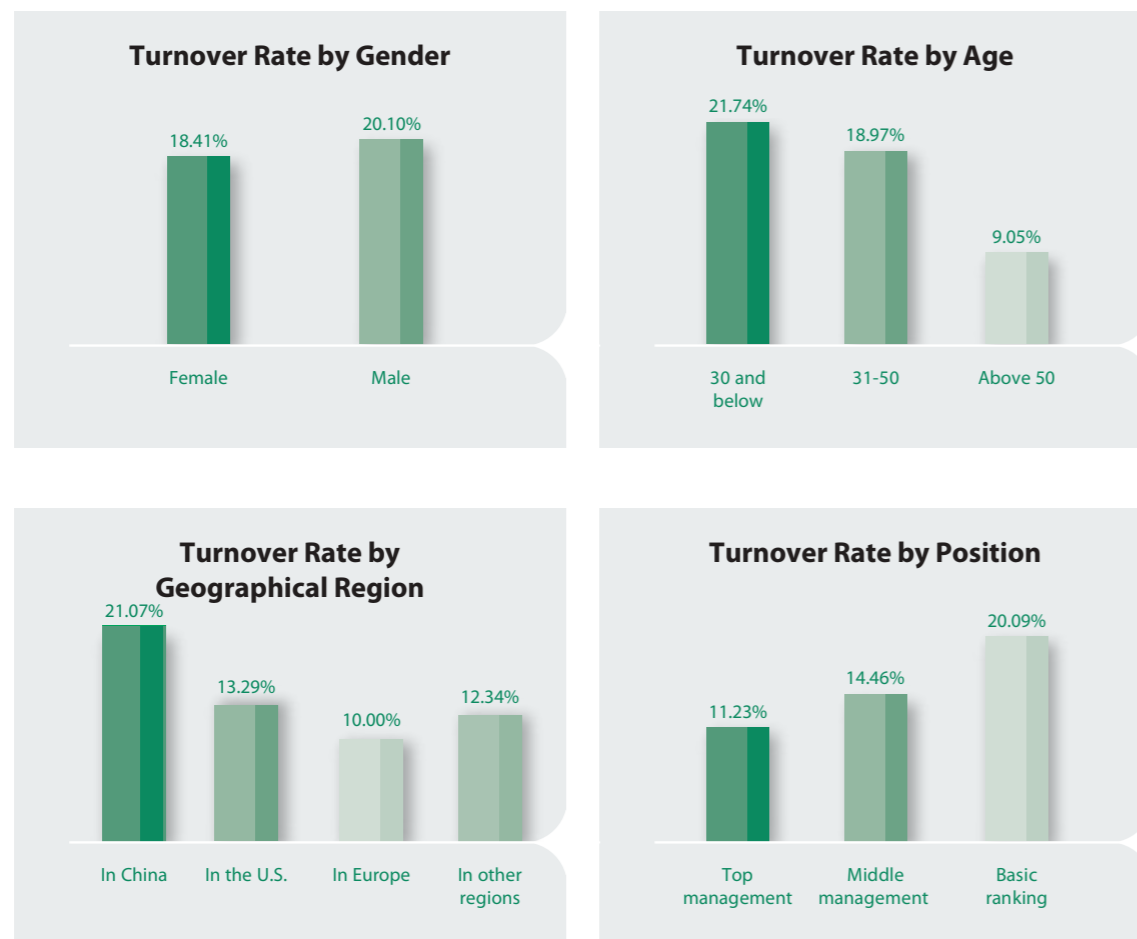 Turnover Rate by Gender
18.41%
20.10%
Female
Male
Turnover Rate by Age
21.74%
18.97%
9.05%
30 and
below
31-50
Above 50
Turnover Rate by
Geographical Region
21.07%
13.29%
10.00%
12.34%
In China
In the U.S.
In Europe
In other
regions
Turnover Rate by Position
11.23%
14.46%
20.09%
Top
management
Middle
management
Basic
ranking